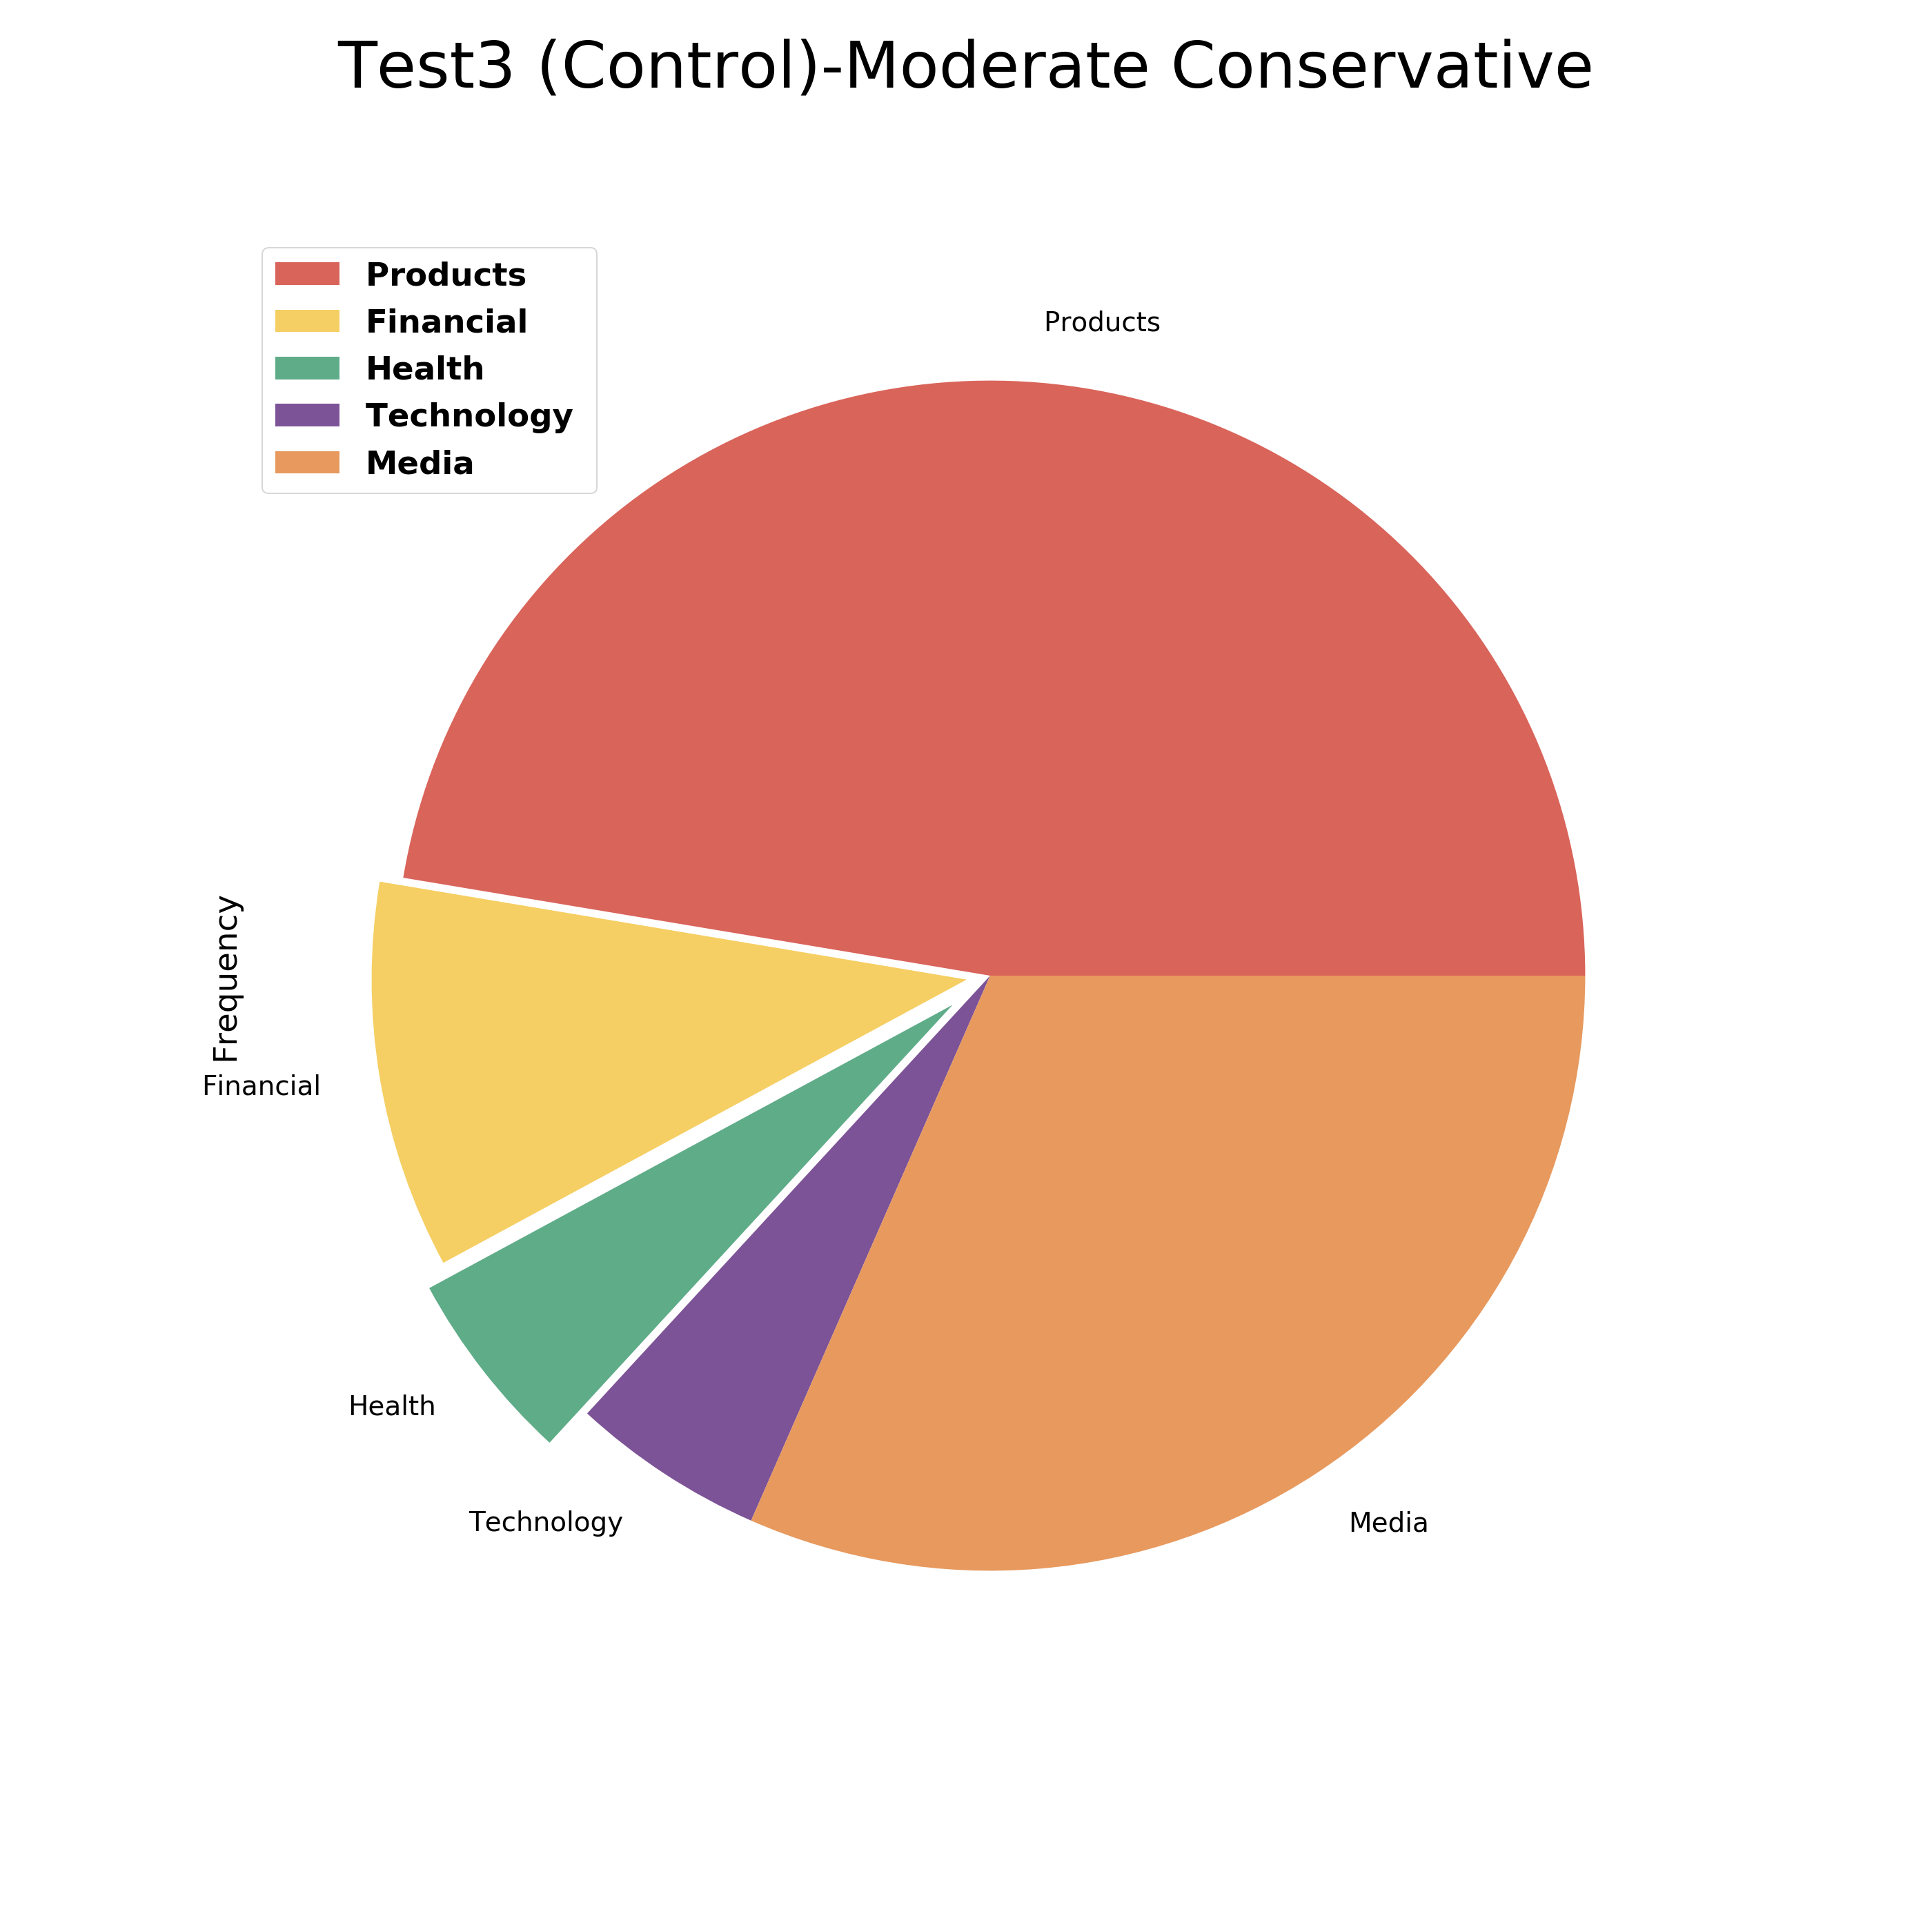 Test3 (Control)-Moderate Conservative
Products
Financial
Health
Technology
Media
Products
Frequency
Financial
Health
Technology
Media